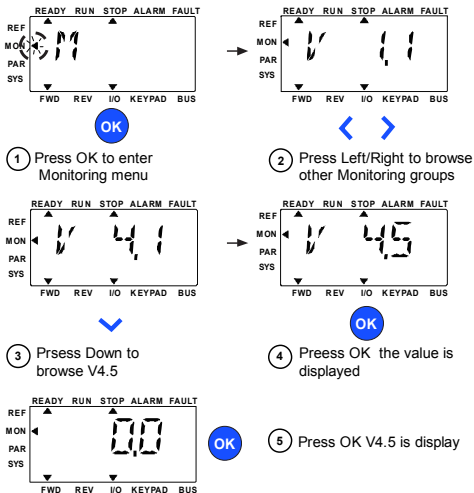 READY RUN STOP ALARM FAULT
REF
MON
PAR
SYS
M
FWD REV I/O KEYPAD BUS
OK
1 Press OK to enter
Monitoring menu
READY RUN STOP ALARM FAULT
REF
MON
PAR
SYS
V 1.1
FWD REV I/O KEYPAD BUS
2 Press Left/Right to browse
other Monitoring groups
READY RUN STOP ALARM FAULT
REF
MON
PAR
SYS
V 4.1
FWD REV I/O KEYPAD BUS
3 Prsess Down to
browse V4.5
READY RUN STOP ALARM FAULT
REF
MON
PAR
SYS
V 4.5
FWD REV I/O KEYPAD BUS
OK
4 Preess OK the value is
displayed
READY RUN STOP ALARM FAULT
REF
MON
PAR
SYS
0.0
FWD REV I/O KEYPAD BUS
OK
5 Press OK V4.5 is display